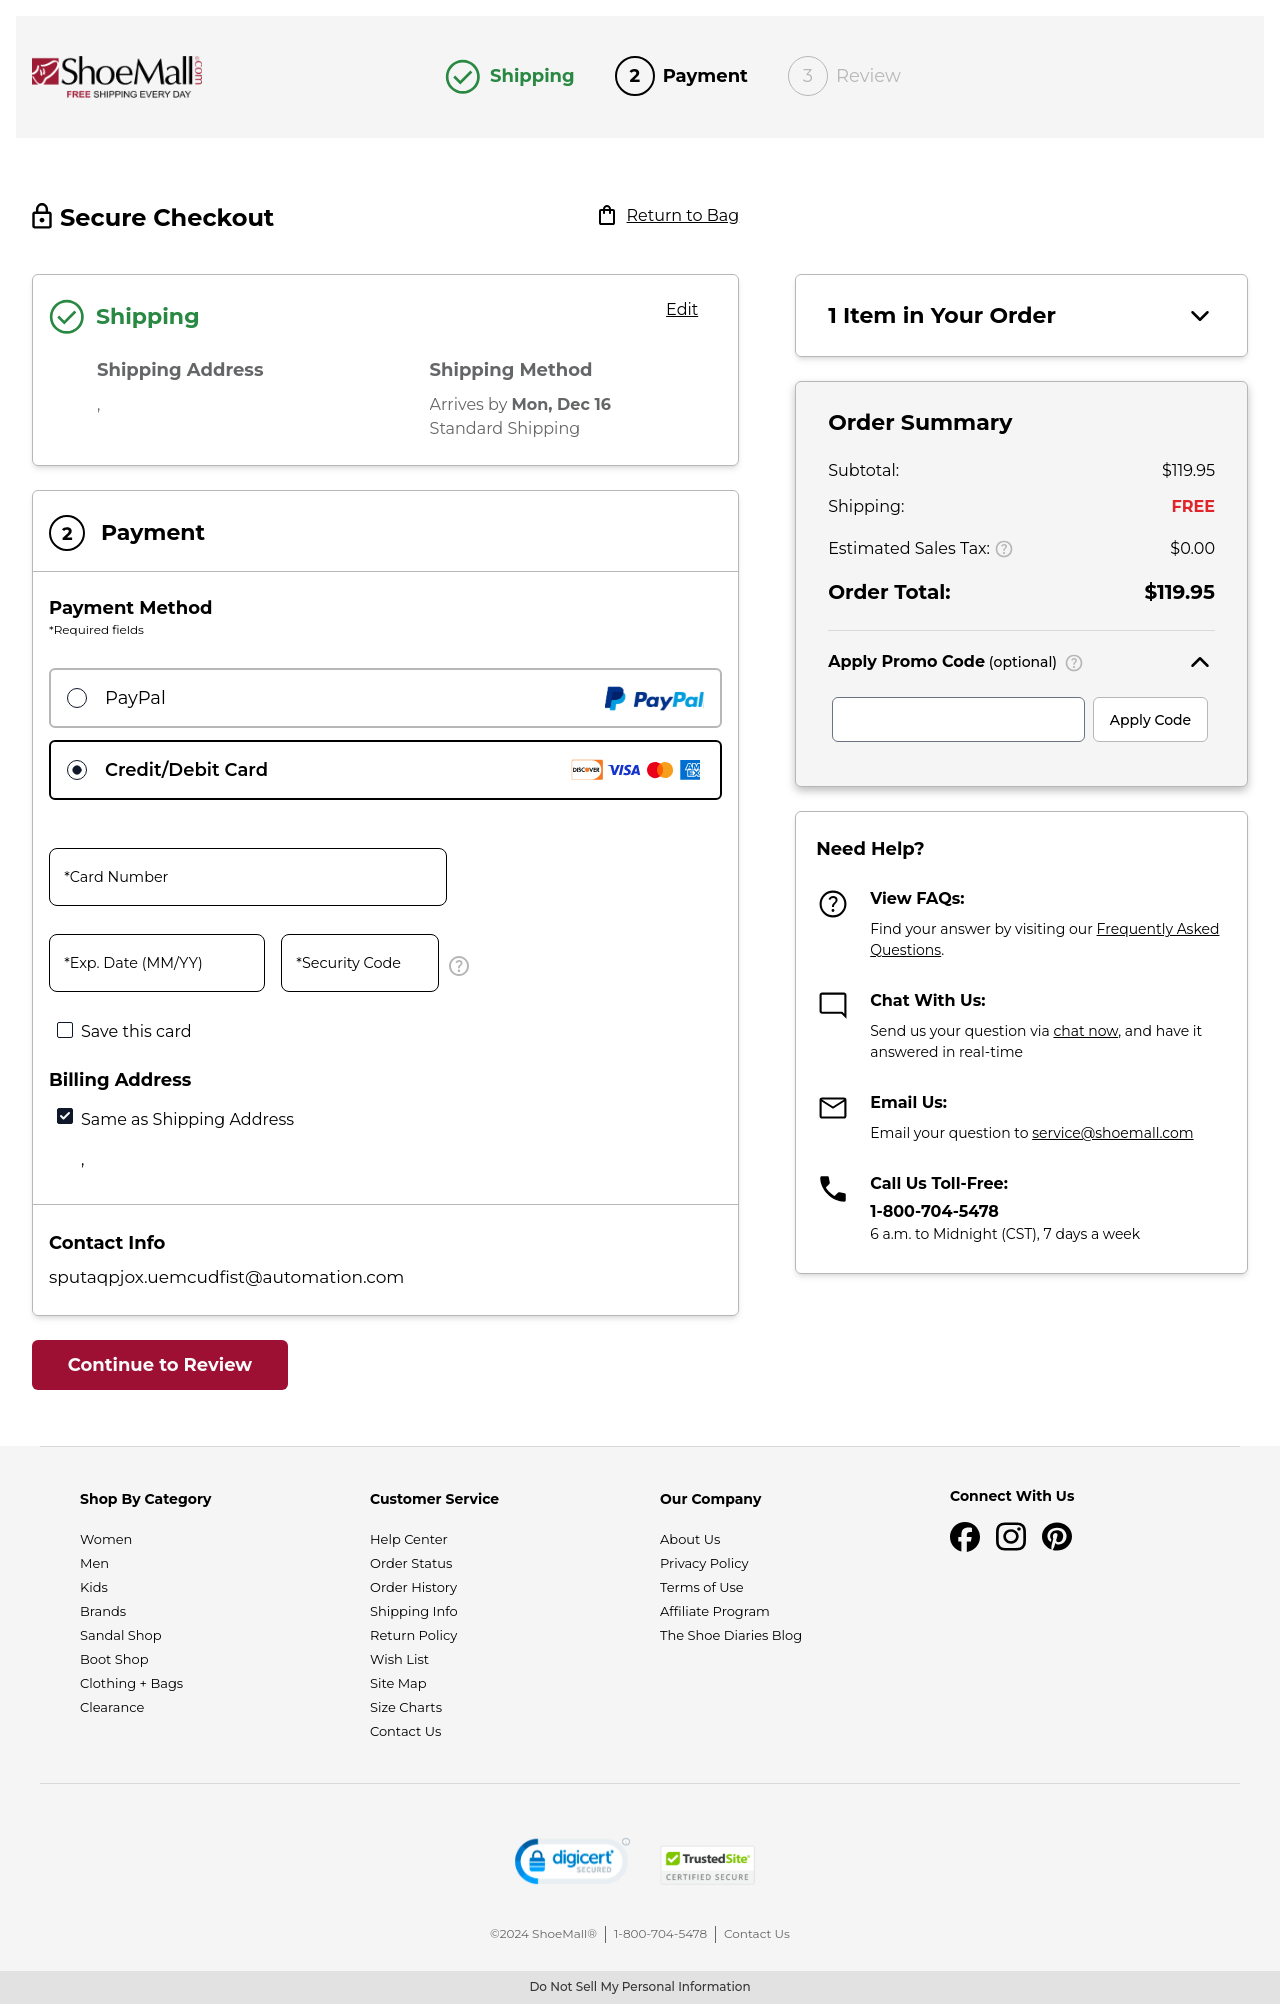 ShoeMall.com
FREE SHIPPING EVERY DAY
Shipping
2 Payment
3 Review
Secure Checkout
Return to Bag
Shipping
Edit
Shipping Address
,
Shipping Method
Arrives by Mon, Dec 16
Standard Shipping
2 Payment
Payment Method
*Required fields
PayPal
PayPal
Credit/Debit Card
DISCOVER VISA AM EX
*Card Number
*Exp. Date (MM/YY)
*Security Code
?
Save this card
Billing Address
Same as Shipping Address
,
Contact Info
sputaqpjox.uemcudfist@automation.com
Continue to Review
1 Item in Your Order
Order Summary
Subtotal: $119.95
Shipping: FREE
Estimated Sales Tax: ? $0.00
Order Total: $119.95
Apply Promo Code (optional) ?
Apply Code
Need Help?
?
View FAQs:
Find your answer by visiting our Frequently Asked
Questions.
Chat With Us:
Send us your question via chat now, and have it
answered in real-time
Email Us:
Email your question to service@shoemall.com
Call Us Toll-Free:
1-800-704-5478
6 a.m. to Midnight (CST), 7 days a week
Shop By Category
Women
Men
Kids
Brands
Sandal Shop
Boot Shop
Clothing + Bags
Clearance
Customer Service
Help Center
Order Status
Order History
Shipping Info
Return Policy
Wish List
Site Map
Size Charts
Contact Us
Our Company
About Us
Privacy Policy
Terms of Use
Affiliate Program
The Shoe Diaries Blog
Connect With Us
digicert
SECURED
TrustedSite
CERTIFIED SECURE
©2024 ShoeMall® | 1-800-704-5478 | Contact Us
Do Not Sell My Personal Information